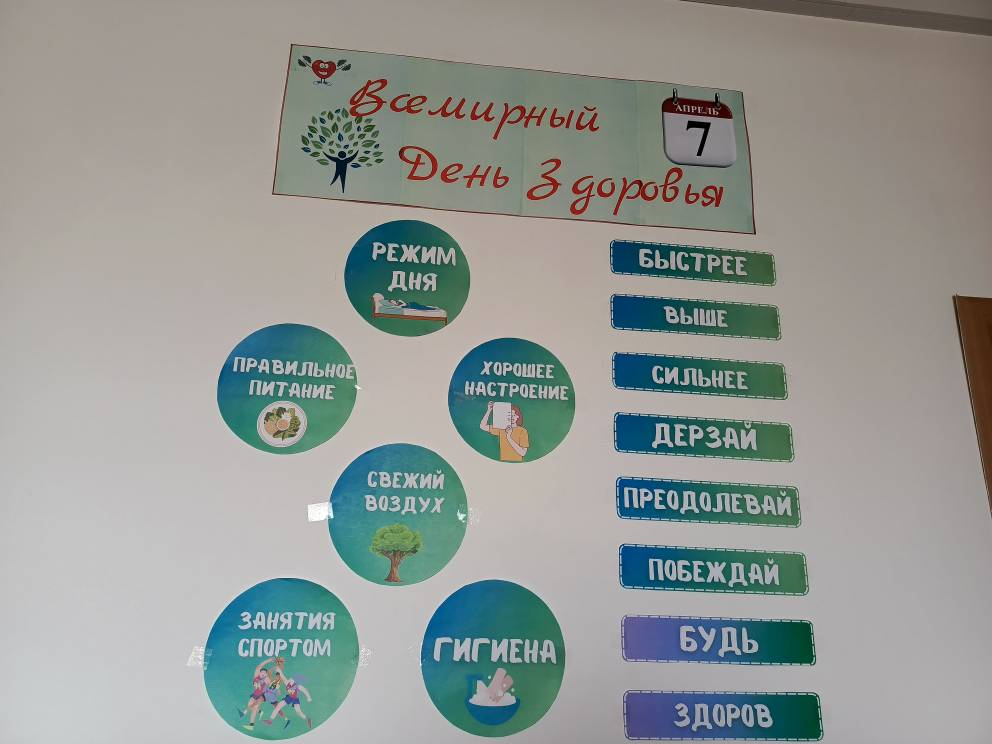 Всемирный
День Здоровья
АПРЕЛЬ
7
РЕЖИМ
ДНЯ
ПРАВИЛЬНОЕ
ПИТАНИЕ
ХОРОШЕЕ
НАСТРОЕНИЕ
СВЕЖИЙ
ВОЗДУХ
ЗАНЯТИЯ
СПОРТОМ
ГИГИЕНА
БЫСТРЕЕ
ВЫШЕ
СИЛЬНЕЕ
ДЕРЗАЙ
ПРЕОДОЛЕВАЙ
ПОБЕЖДАЙ
БУДЬ
ЗДОРОВ